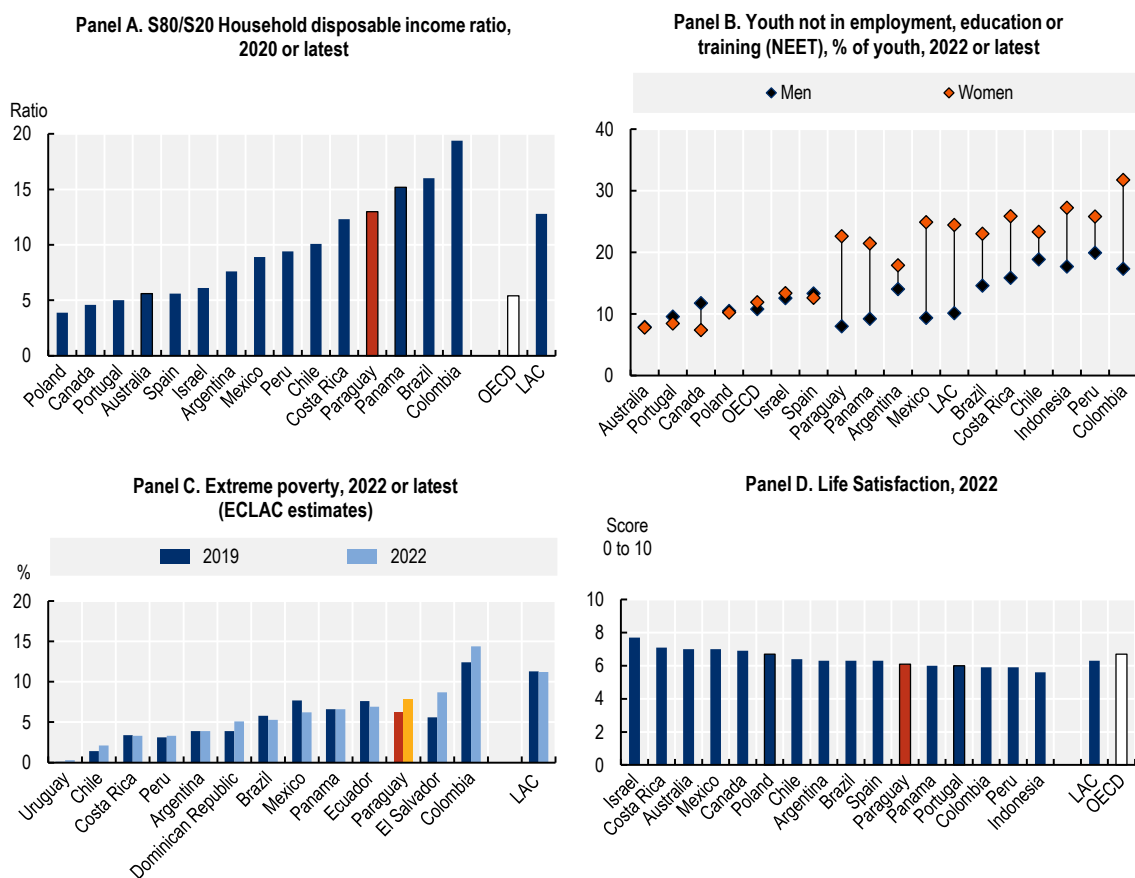 Panel A. S80/S20 Household disposable income ratio,
2020 or latest
Ratio
20
15
10
5
0
Poland
Canada
Portugal
Australia
Spain
Israel
Argentina
Mexico
Peru
Chile
Costa Rica
Paraguay
Panama
Brazil
Colombia
OECD
LAC
Panel B. Youth not in employment, education or
training (NEET), % of youth, 2022 or latest
Men
Women
40
30
20
10
0
Australia
Portugal
Canada
Poland
OECD
Israel
Spain
Paraguay
Panama
Argentina
Mexico
LAC
Brazil
Costa Rica
Chile
Indonesia
Peru
Colombia
Panel C. Extreme poverty, 2022 or latest
(ECLAC estimates)
2019
2022
%
20
15
10
5
0
Uruguay
Chile
Costa Rica
Peru
Argentina
Dominican Republic
Brazil
Mexico
Panama
Ecuador
Paraguay
El Salvador
Colombia
LAC
Panel D. Life Satisfaction, 2022
Score
0 to 10
10
8
6
4
2
0
Israel
Costa Rica
Australia
Mexico
Canada
Poland
Chile
Argentina
Brazil
Spain
Paraguay
Panama
Portugal
Colombia
Peru
Indonesia
LAC
OECD